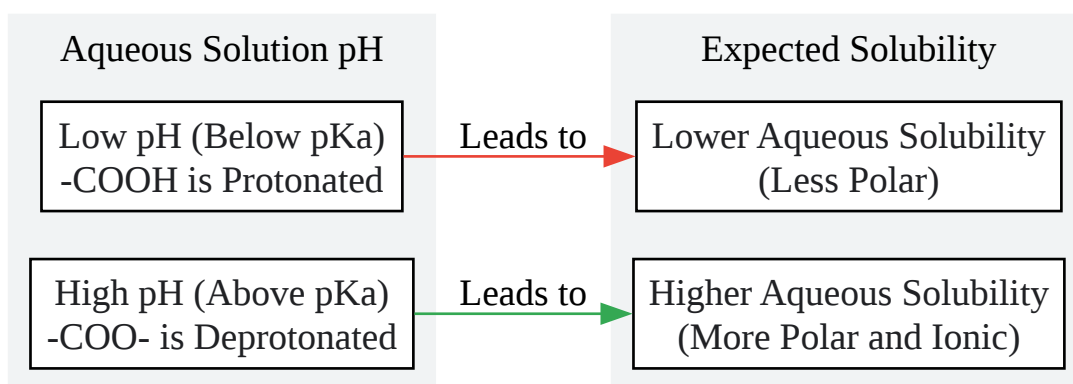 Aqueous Solution pH
Expected Solubility
Low pH (Below pKa)
-COOH is Protonated
Leads to
Lower Aqueous Solubility
(Less Polar)
High pH (Above pKa)
-COO- is Deprotonated
Leads to
Higher Aqueous Solubility
(More Polar and Ionic)